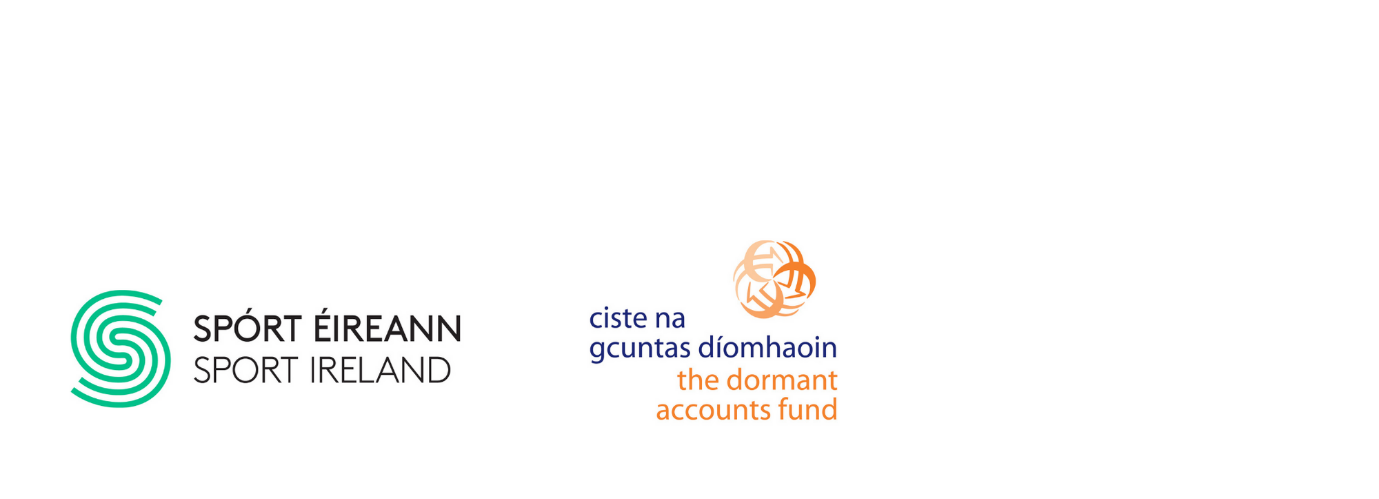 SPÓRT ÉIREANN
SPORT IRELAND
ciste na
gcuntas díomhaoin
the dormant
accounts fund